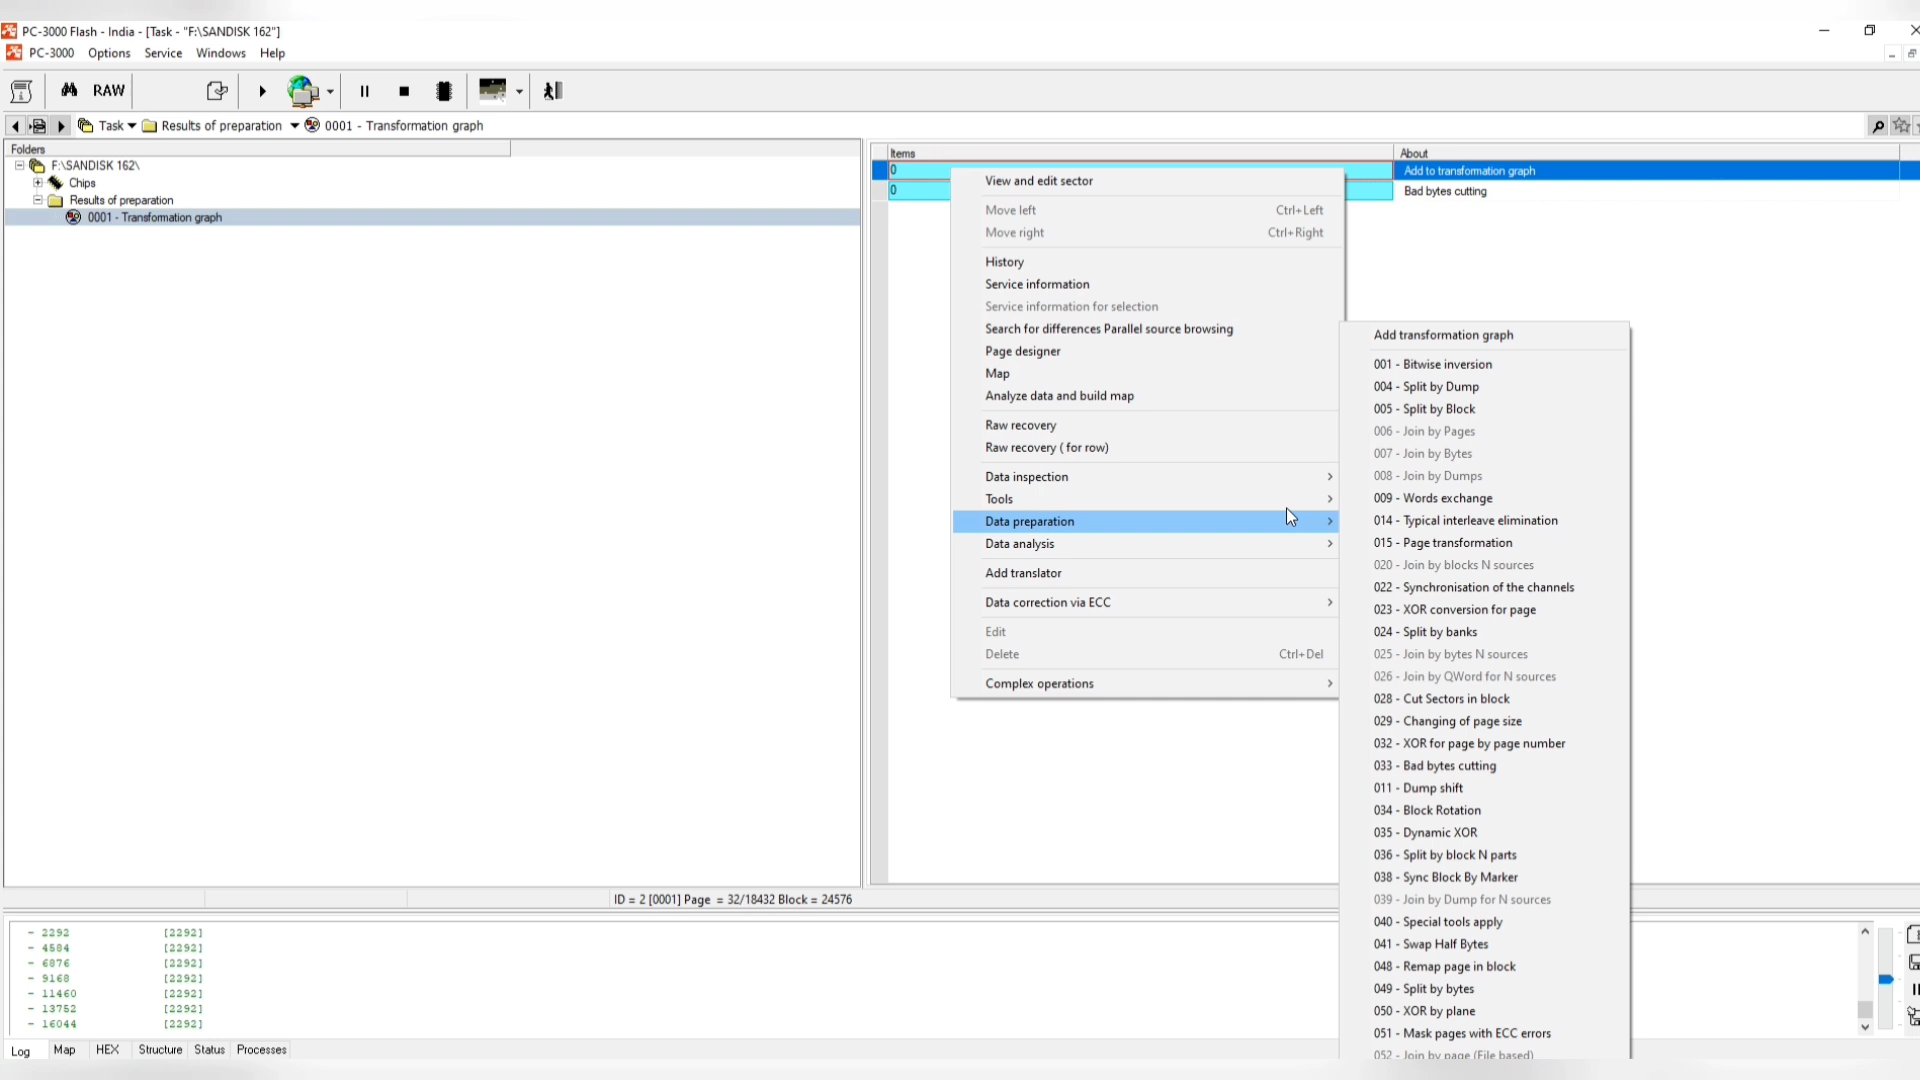 PC-3000 Flash - India - [Task - "F:\SANDISK 162"]
PC-3000 Options Service Windows Help
RAW
Task Results of preparation 0001 - Transformation graph
Folders
F:\SANDISK 162\
Chips
Results of preparation
0001 - Transfomation graph
Items About
0 Add to transfomation graph
0 Bad bytes cutting
View and edit sector
Move left Ctrl+Left
Move right Ctrl+Right
History
Service information
Service information for selection
Search for differences Parallel source browsing
Page designer
Map
Analyze data and build map
Raw recovery
Raw recovery ( for row)
Data inspection
Tools
Data preparation
Data analysis
Add translator
Data correction via ECC
Edit
Delete Ctrl+Del
Complex operations
Add transformation graph
001 - Bitwise inversion
004 - Split by Dump
005 - Split by Block
006 - Join by Pages
007 - Join by Bytes
008 - Join by Dumps
009 - Words exchange
014 - Typical interleave elimination
015 - Page transformation
020 - Join by blocks N sources
022 - Synchronisation of the channels
023 - XOR conversion for page
024 - Split by banks
025 - Join by bytes N sources
026 - Join by QWord for N sources
028 - Cut Sectors in block
029 - Changing of page size
032 - XOR for page by page number
033 - Bad bytes cutting
011 - Dump shift
034 - Block Rotation
035 - Dynamic XOR
036 - Split by block N parts
038 - Sync Block By Marker
039 - Join by Dump for N sources
040 - Special tools apply
041 - Swap Half Bytes
048 - Remap page in block
049 - Split by bytes
050 - XOR by plane
051 - Mask pages with ECC errors
052 - Join by page (File based)
ID = 2 [0001] Page = 32/18432 Block = 24576
- 2292 [2292]
- 4584 [2292]
- 6876 [2292]
- 9168 [2292]
- 11460 [2292]
- 13752 [2292]
- 16044 [2292]
Log Map HEX Structure Status Processes